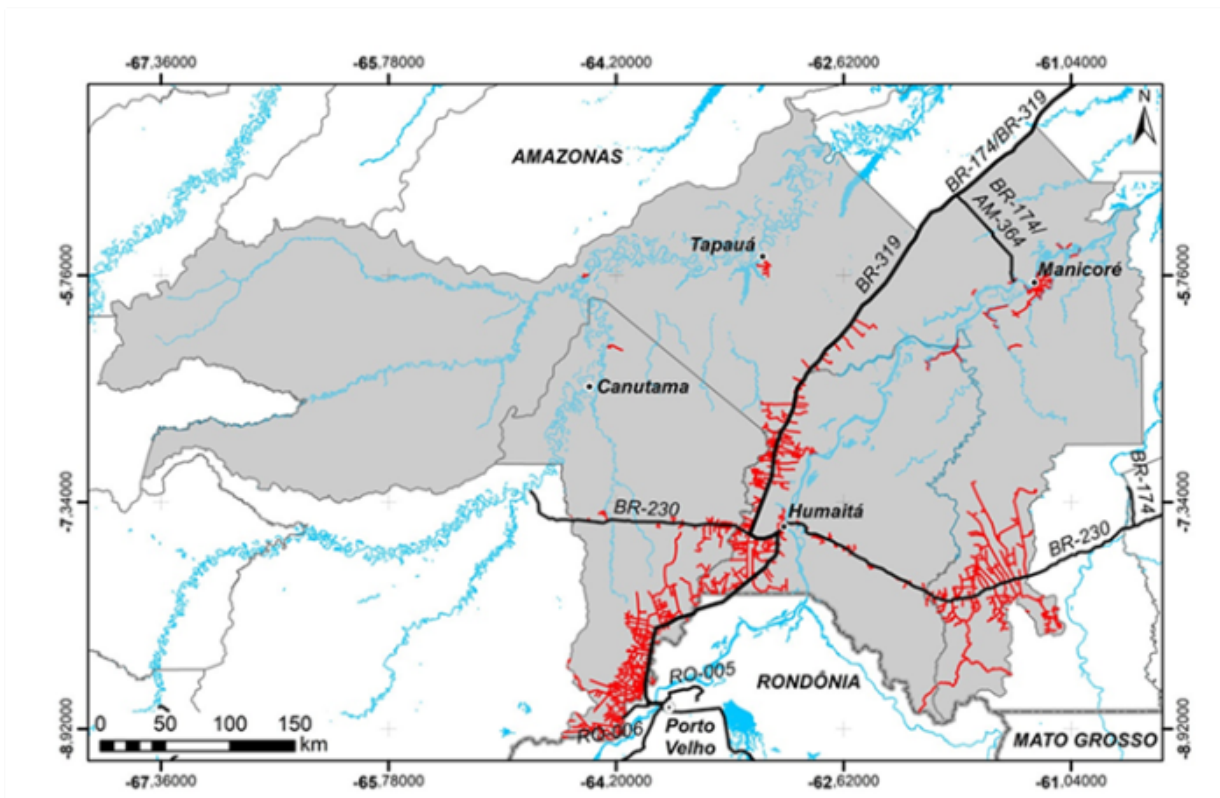 -67,36000 -65,78000 -64,20000 -62,62000 -61,04000
N
AMAZONAS
BR-174/BR-319
BR-174/
AM-364
Tapauá
BR-319
Manicoré
-5,76000
-5,76000
Canutama
BR-174
-7,34000
-7,34000
Humaitá
BR-230
BR-230
RO-005
RONDÔNIA
0 50 100 150
km
RO-006
Porto
Velho
MATO GROSSO
-8,92000
-8,92000
-67,36000 -65,78000 -64,20000 -62,62000 -61,04000